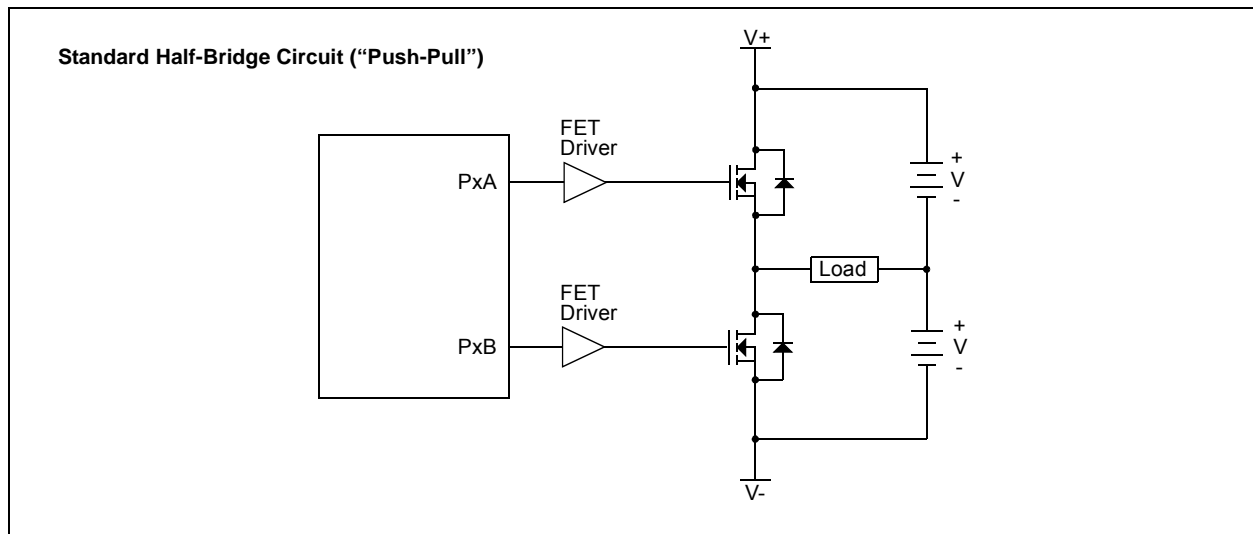 Standard Half-Bridge Circuit (“Push-Pull”)
V+
FET
Driver
PxA
+
V
-
Load
FET
Driver
PxB
+
V
-
V-